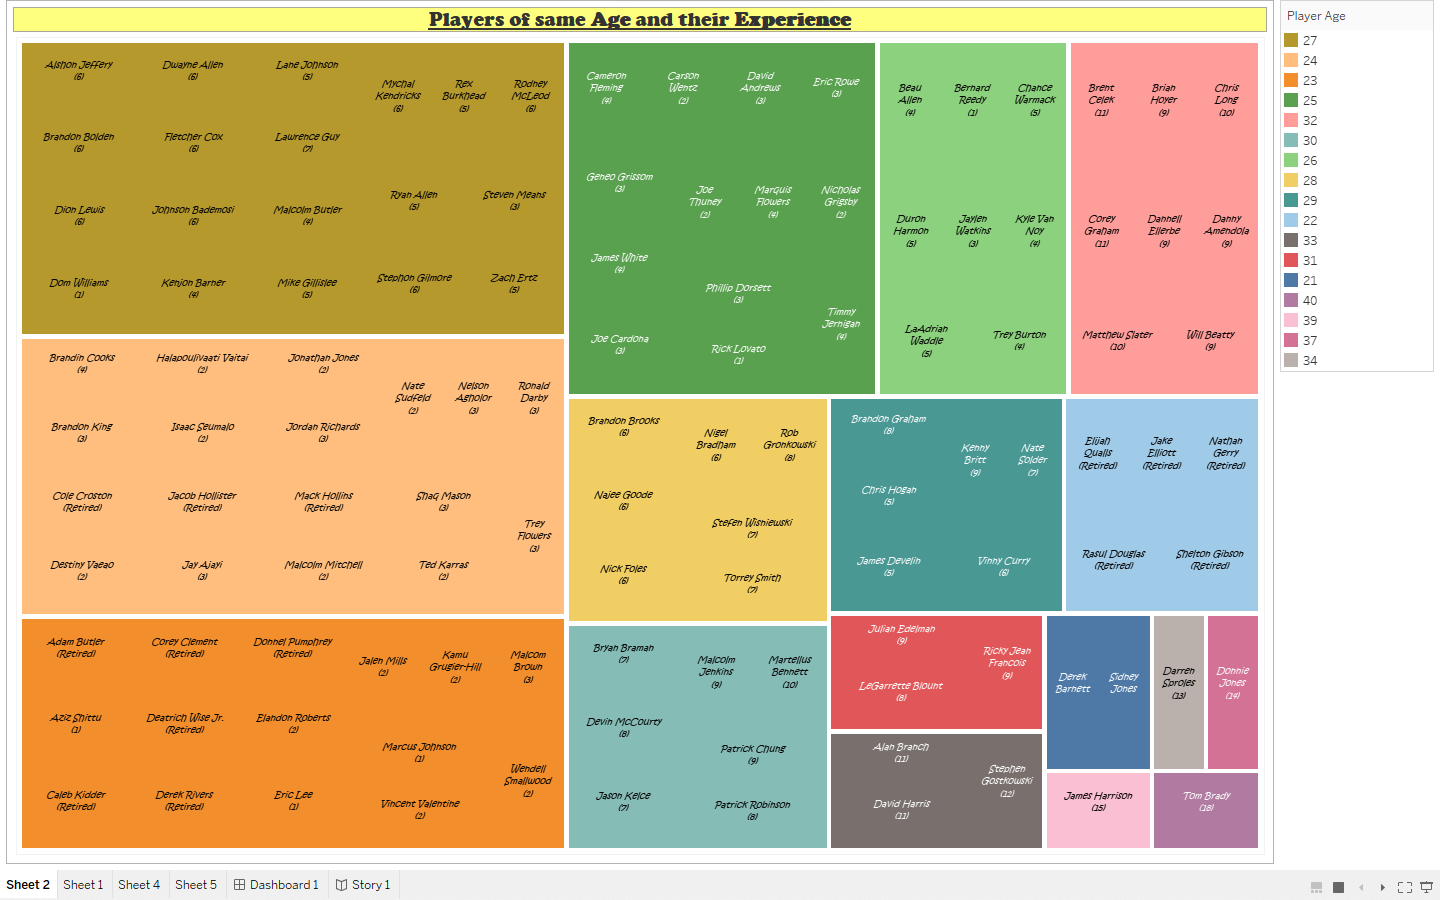 Players of same Age and their Experience
Alshon Jeffery
(6)
Dwayne Allen
(6)
Lane Johnson
(5)
Mychal
Kendricks
(6)
Rex
Burkhead
(5)
Rodney
McLeod
(6)
Brandon Bolden
(6)
Fletcher Cox
(6)
Lawrence Guy
(7)
Dion Lewis
(6)
Johnson Bademosi
(6)
Malcolm Butler
(4)
Ryan Allen
(5)
Steven Means
(3)
Dom Williams
(1)
Kenjon Barner
(4)
Mike Gillislee
(5)
Stephon Gilmore
(6)
Zach Ertz
(5)
Brandin Cooks
(4)
Halapoulivaati Vaitai
(2)
Jonathan Jones
(2)
Nate
Sudfeld
(2)
Nelson
Agholor
(3)
Ronald
Darby
(3)
Brandon King
(3)
Isaac Seumalo
(2)
Jordan Richards
(3)
Cole Croston
(Retired)
Jacob Hollister
(Retired)
Mack Hollins
(Retired)
Shaq Mason
(3)
Trey
Flowers
(3)
Destiny Vaeao
(2)
Jay Ajayi
(3)
Malcolm Mitchell
(2)
Ted Karras
(2)
Adam Butler
(Retired)
Corey Clement
(Retired)
Donnel Pumphrey
(Retired)
Jalen Mills
(2)
Kamu
Grugier-Hill
(2)
Malcom
Brown
(3)
Aziz Shittu
(1)
Deatrich Wise Jr.
(Retired)
Elandon Roberts
(2)
Marcus Johnson
(1)
Wendell
Smallwood
(2)
Caleb Kidder
(Retired)
Derek Rivers
(Retired)
Eric Lee
(1)
Vincent Valentine
(2)
Cameron
Fleming
(4)
Carson
Wentz
(2)
David
Andrews
(3)
Eric Rowe
(3)
Geneo Grissom
(3)
Joe
Thuney
(2)
Marquis
Flowers
(4)
Nicholas
Grigsby
(2)
James White
(4)
Phillip Dorsett
(3)
Timmy
Jernigan
(4)
Joe Cardona
(3)
Rick Lovato
(1)
Beau
Allen
(4)
Bernard
Reedy
(1)
Chance
Warmack
(5)
Duron
Harmon
(5)
Jaylen
Watkins
(3)
Kyle Van
Noy
(4)
LaAdrian
Waddle
(5)
Trey Burton
(4)
Brent
Celek
(11)
Brian
Hoyer
(9)
Chris
Long
(10)
Corey
Graham
(11)
Dannell
Ellerbe
(9)
Danny
Amendola
(9)
Matthew Slater
(10)
Will Beatty
(9)
Brandon Brooks
(6)
Nigel
Bradham
(6)
Rob
Gronkowski
(8)
Najee Goode
(6)
Stefen Wisniewski
(7)
Nick Foles
(6)
Torrey Smith
(7)
Brandon Graham
(8)
Kenny
Britt
(9)
Nate
Solder
(7)
Chris Hogan
(5)
James Develin
(5)
Vinny Curry
(6)
Elijah
Qualls
(Retired)
Jake
Elliott
(Retired)
Nathan
Gerry
(Retired)
Rasul Douglas
(Retired)
Shelton Gibson
(Retired)
Bryan Braman
(7)
Malcolm
Jenkins
(9)
Martellus
Bennett
(10)
Devin McCourty
(8)
Patrick Chung
(9)
Jason Kelce
(7)
Patrick Robinson
(8)
Julian Edelman
(9)
Ricky Jean
Francois
(9)
LeGarrette Blount
(8)
Alan Branch
(11)
Stephen
Gostkowski
(12)
David Harris
(11)
Derek
Barnett
Sidney
Jones
Darren
Sproles
(13)
Donnie
Jones
(14)
James Harrison
(15)
Tom Brady
(18)
Player Age
27
24
23
25
32
30
26
28
29
22
33
31
21
40
39
37
34
Sheet 2
Sheet 1
Sheet 4
Sheet 5
Dashboard 1
Story 1